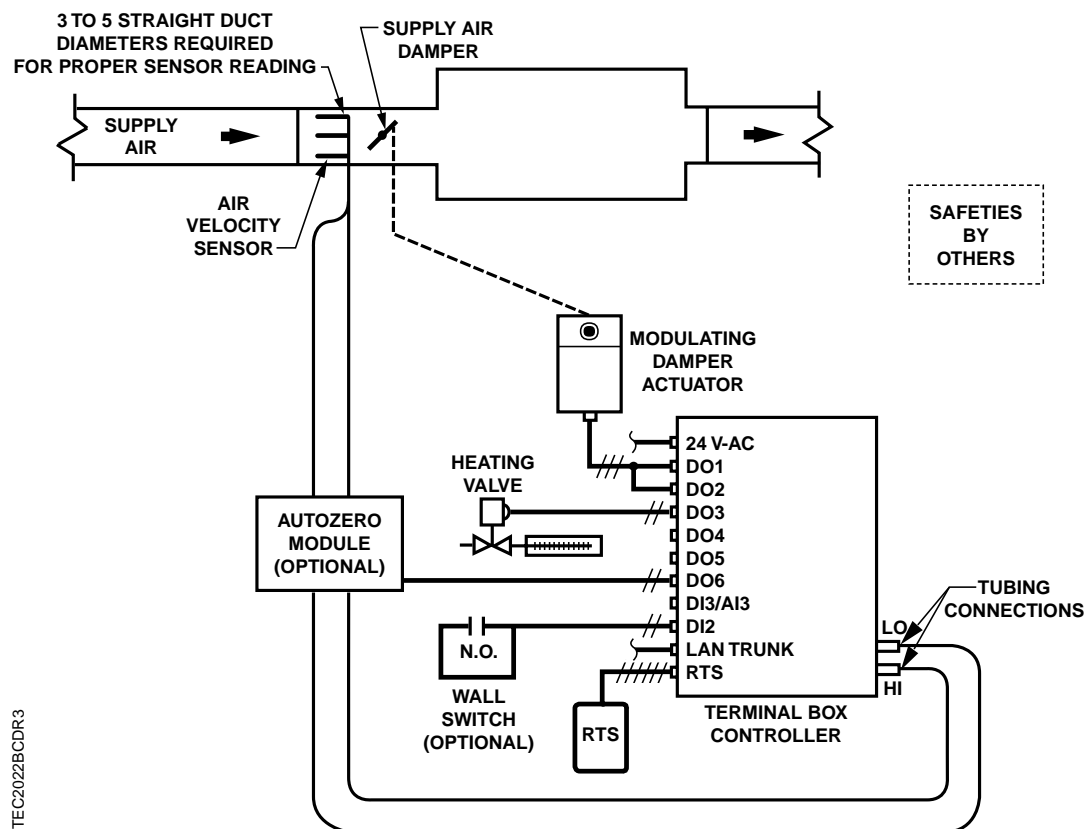 3 TO 5 STRAIGHT DUCT
DIAMETERS REQUIRED
FOR PROPER SENSOR READING
SUPPLY AIR
DAMPER
SUPPLY
AIR
AIR
VELOCITY
SENSOR
SAFETIES
BY
OTHERS
MODULATING
DAMPER
ACTUATOR
HEATING
VALVE
AUTOZERO
MODULE
(OPTIONAL)
24 V-AC
DO1
DO2
DO3
DO4
DO5
DO6
DI3/AI3
DI2
LAN TRUNK
RTS
LO
HI
TUBING
CONNECTIONS
N.O.
WALL
SWITCH
(OPTIONAL)
RTS
TERMINAL BOX
CONTROLLER
TEC2022BCDR3